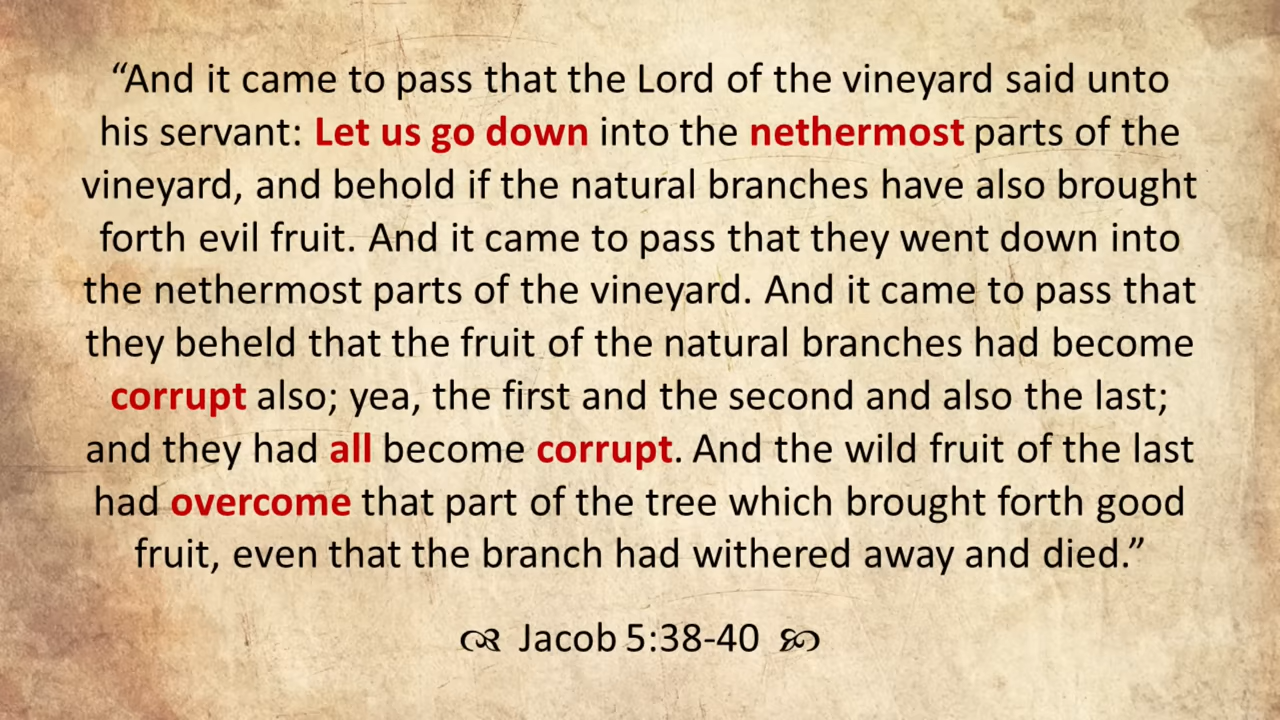 “And it came to pass that the Lord of the vineyard said unto
his servant: Let us go down into the nethermost parts of the
vineyard, and behold if the natural branches have also brought
forth evil fruit. And it came to pass that they went down into
the nethermost parts of the vineyard. And it came to pass that
they beheld that the fruit of the natural branches had become
corrupt also; yea, the first and the second and also the last;
and they had all become corrupt. And the wild fruit of the last
had overcome that part of the tree which brought forth good
fruit, even that the branch had withered away and died.”
Jacob 5:38-40